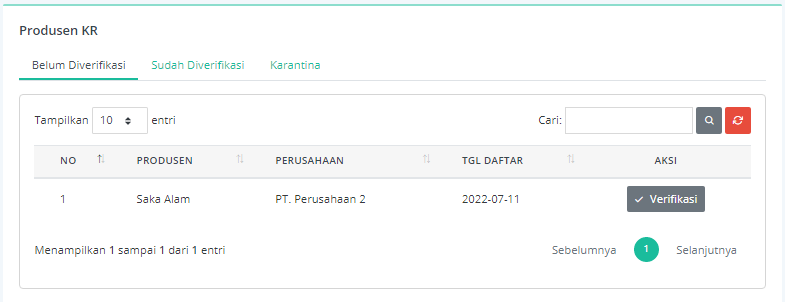 Produsen KR
Belum Diverifikasi Sudah Diverifikasi Karantina
Tampilkan 10 entri Cari:
NO PRODUSEN PERUSAHAAN TGL DAFTAR AKSI
1 Saka Alam PT. Perusahaan 2 2022-07-11 Verifikasi
Menampilkan 1 sampai 1 dari 1 entri Sebelumnya 1 Selanjutnya